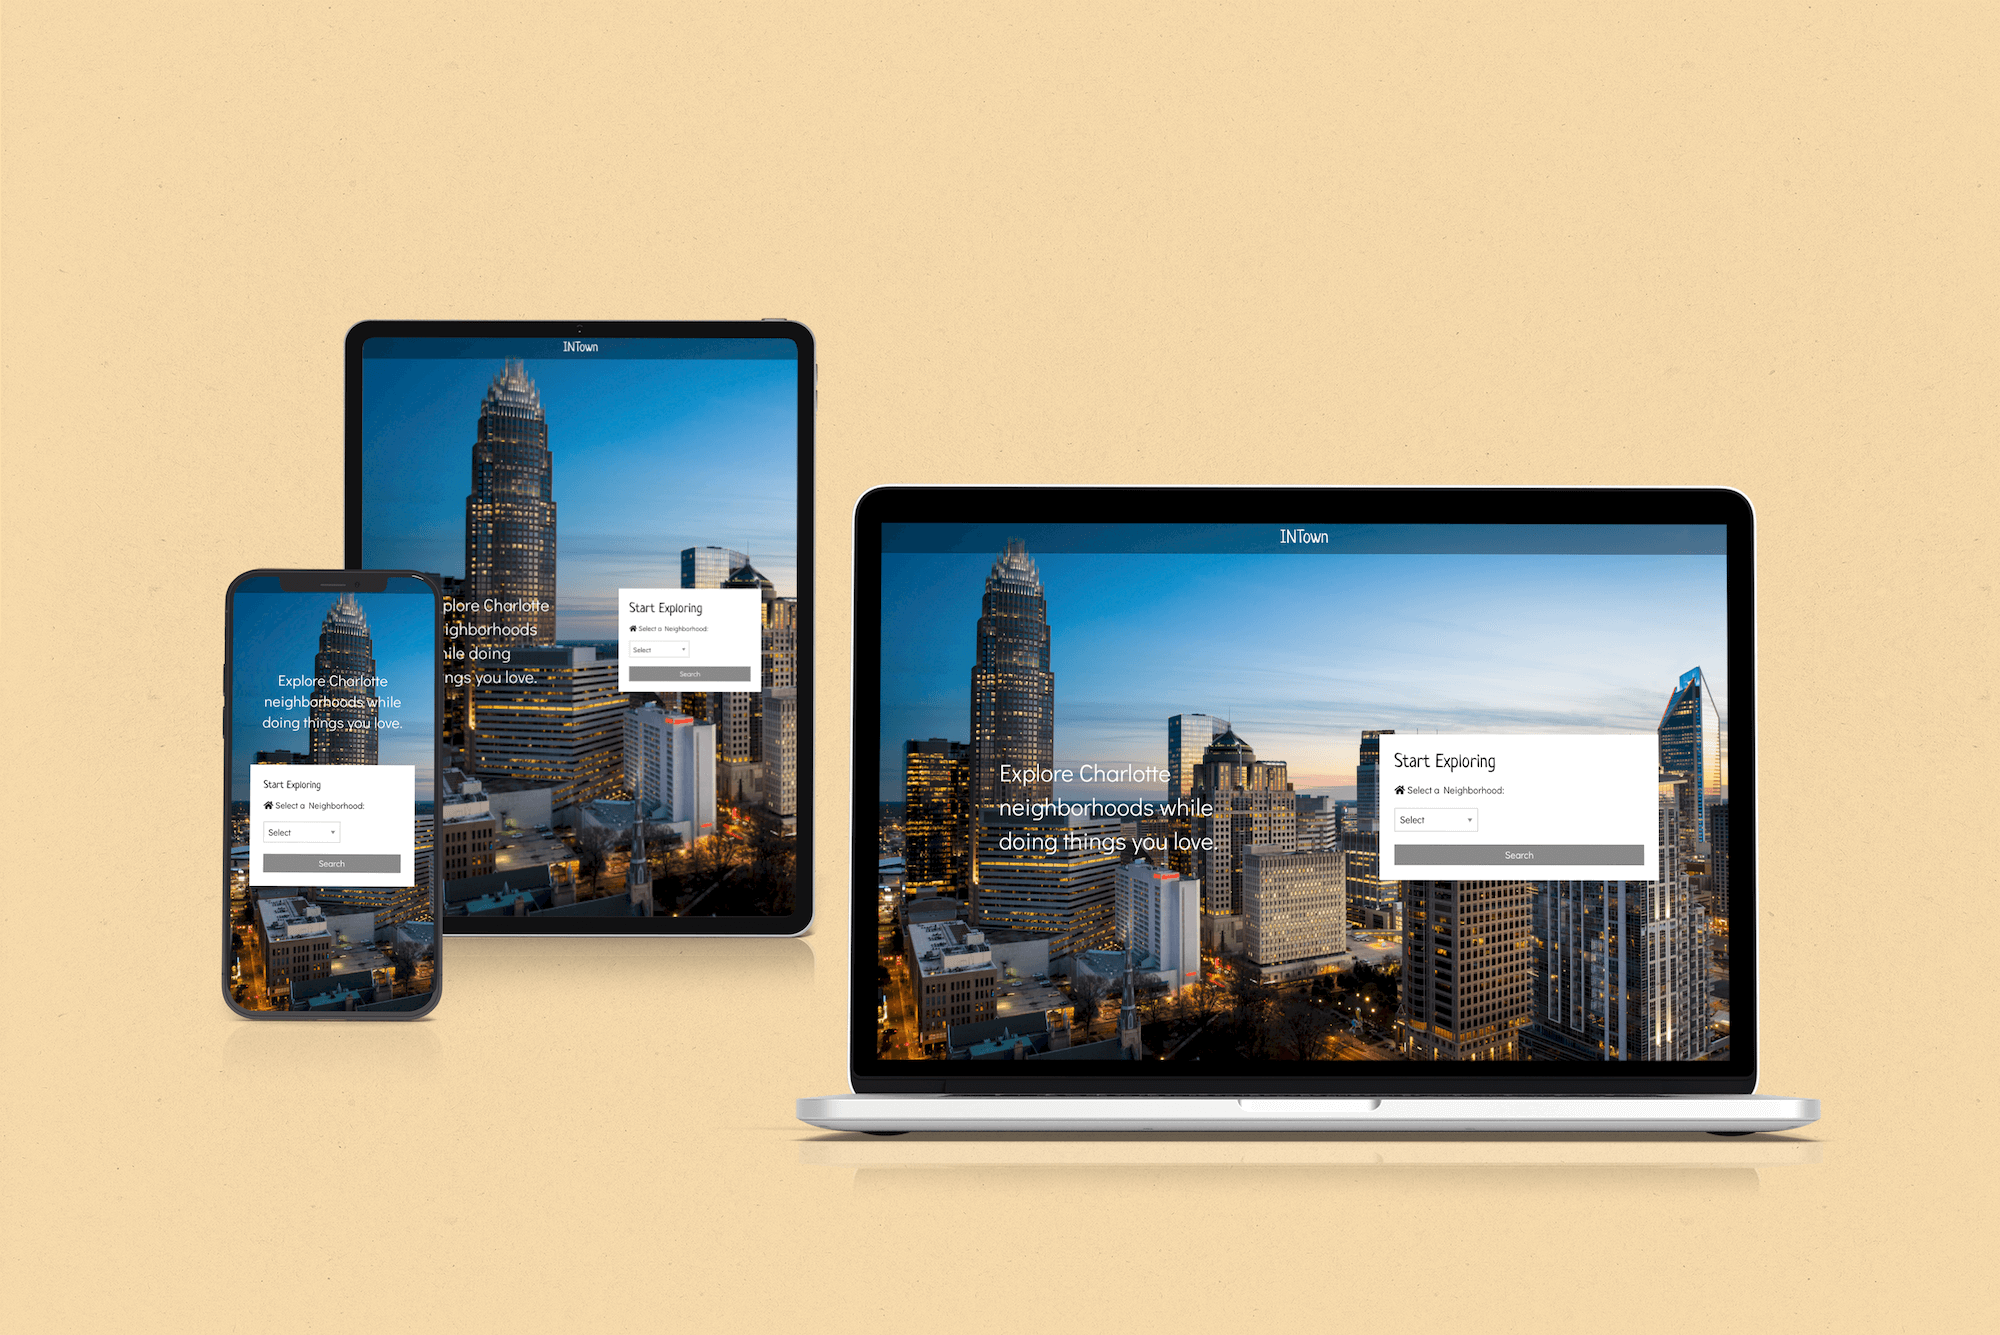 INTown
plore Charlotte
ighborhoods
ile doing
ngs you love.
Start Exploring
Select a Neighborhood:
Select
Search
Explore Charlotte
neighborhoods while
doing things you love.
Start Exploring
Select a Neighborhood:
Select
Search
INTown
Explore Charlotte
neighborhoods while
doing things you love.
Start Exploring
Select a Neighborhood:
Select
Search